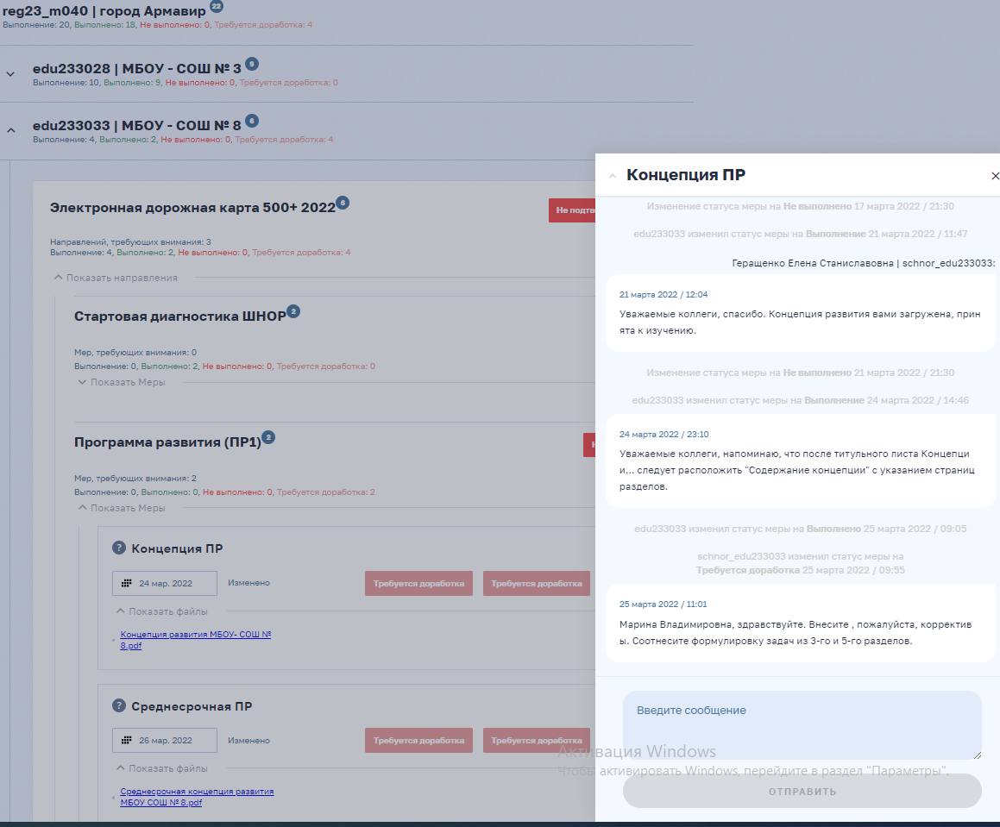 reg23_m040 | город Армавир 22
Выполнение: 20, Выполнено: 18, Не выполнено: 0, Требуется доработка: 4
edu233028 | МБОУ - СОШ № 3 9
Выполнение: 10, Выполнено: 9, Не выполнено: 0, Требуется доработка: 0
edu233033 | МБОУ - СОШ № 8 6
Выполнение: 4, Выполнено: 2, Не выполнено: 0, Требуется доработка: 4
Электронная дорожная карта 500+ 2022 6
Не подтв
Направлений, требующих внимания: 3
Выполнение: 4, Выполнено: 2, Не выполнено: 0, Требуется доработка: 4
Показать направления
Стартовая диагностика ШНОР 2
Мер, требующих внимания: 0
Выполнение: 0, Выполнено: 2, Не выполнено: 0, Требуется доработка: 0
Показать Меры
Программа развития (ПР1) 2
Мер, требующих внимания: 2
Выполнение: 0, Выполнено: 0, Не выполнено: 0, Требуется доработка: 2
Показать Меры
? Концепция ПР
24 мар. 2022 Изменено Требуется доработка Требуется доработка
Показать файлы
Концепция развития МБОУ- СОШ №
8.pdf
? Среднесрочная ПР
26 мар. 2022 Изменено Требуется доработка Требуется доработка
Показать файлы
Среднесрочная концепция развития
МБОУ СОШ № 8.pdf
Концепция ПР
Изменение статуса меры на Не выполнено 17 марта 2022 / 21:30
edu233033 изменил статус меры на Выполнение 21 марта 2022 / 11:47
Геращенко Елена Станиславовна | schnor_edu233033:
21 марта 2022 / 12:04
Уважаемые коллеги, спасибо. Концепция развития вами загружена, прин
ята к изучению.
Изменение статуса меры на Не выполнено 21 марта 2022 / 21:30
edu233033 изменил статус меры на Выполнение 24 марта 2022 / 14:46
24 марта 2022 / 23:10
Уважаемые коллеги, напоминаю, что после титульного листа Концепци
и... следует расположить "Содержание концепции" с указанием страниц
разделов.
edu233033 изменил статус меры на Выполнено 25 марта 2022 / 09:05
schnor_edu233033 изменил статус меры на
Требуется доработка 25 марта 2022 / 09:55
25 марта 2022 / 11:01
Марина Владимировна, здравствуйте. Внесите , пожалуйста, корректив
ы. Соотнесите формулировку задач из 3-го и 5-го разделов.
Введите сообщение
Активация Windows
Чтобы активировать Windows, перейдите в раздел "Параметры".
ОТПРАВИТЬ